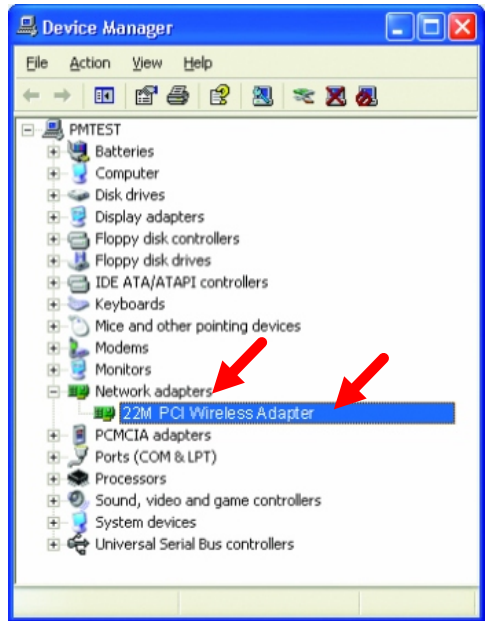 Device Manager
File Action View Help
PMTEST
Batteries
Computer
Disk drives
Display adapters
Floppy disk controllers
Floppy disk drives
IDE ATA/ATAPI controllers
Keyboards
Mice and other pointing devices
Modems
Monitors
Network adapters
22M PCI Wireless Adapter
PCMCIA adapters
Ports (COM & LPT)
Processors
Sound, video and game controllers
System devices
Universal Serial Bus controllers